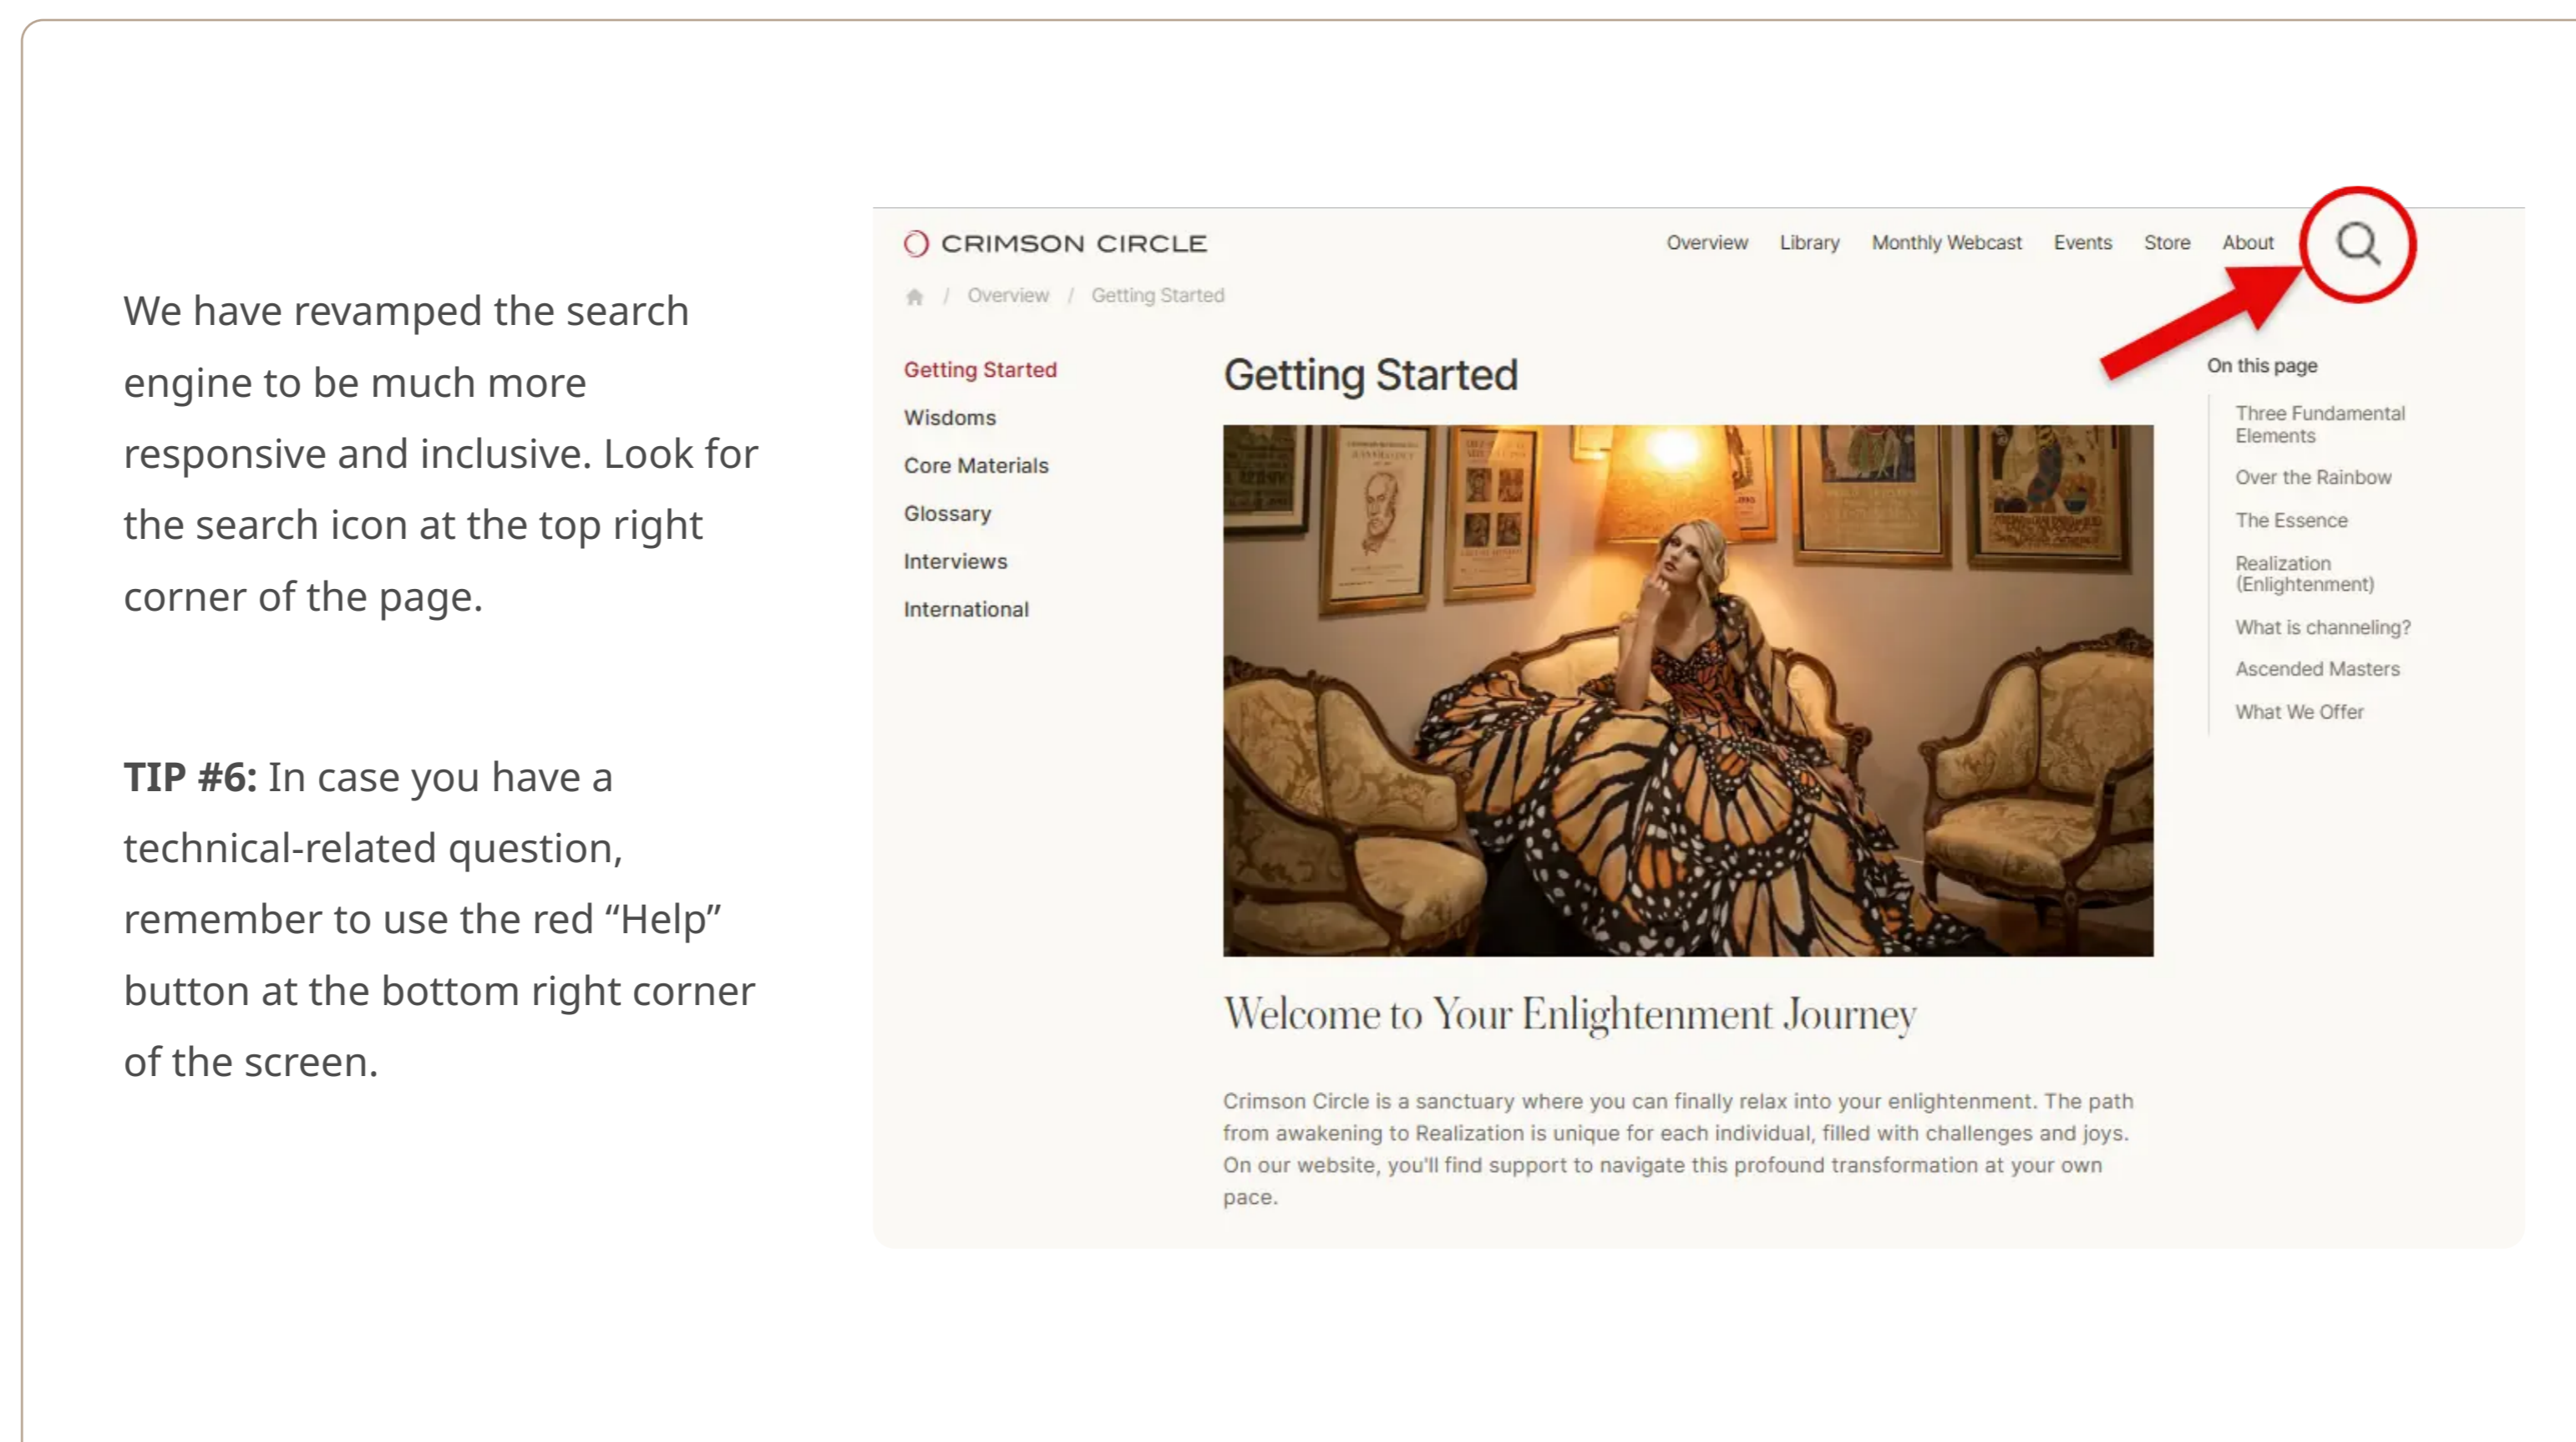 We have revamped the search
engine to be much more
responsive and inclusive. Look for
the search icon at the top right
corner of the page.
TIP #6: In case you have a
technical-related question,
remember to use the red “Help”
button at the bottom right corner
of the screen.
CRIMSON CIRCLE
Overview Library Monthly Webcast Events Store About
/ Overview / Getting Started
Getting Started
Wisdoms
Core Materials
Glossary
Interviews
International
Getting Started
Welcome to Your Enlightenment Journey
Crimson Circle is a sanctuary where you can finally relax into your enlightenment. The path
from awakening to Realization is unique for each individual, filled with challenges and joys.
On our website, you'll find support to navigate this profound transformation at your own
pace.
On this page
Three Fundamental
Elements
Over the Rainbow
The Essence
Realization
(Enlightenment)
What is channeling?
Ascended Masters
What We Offer